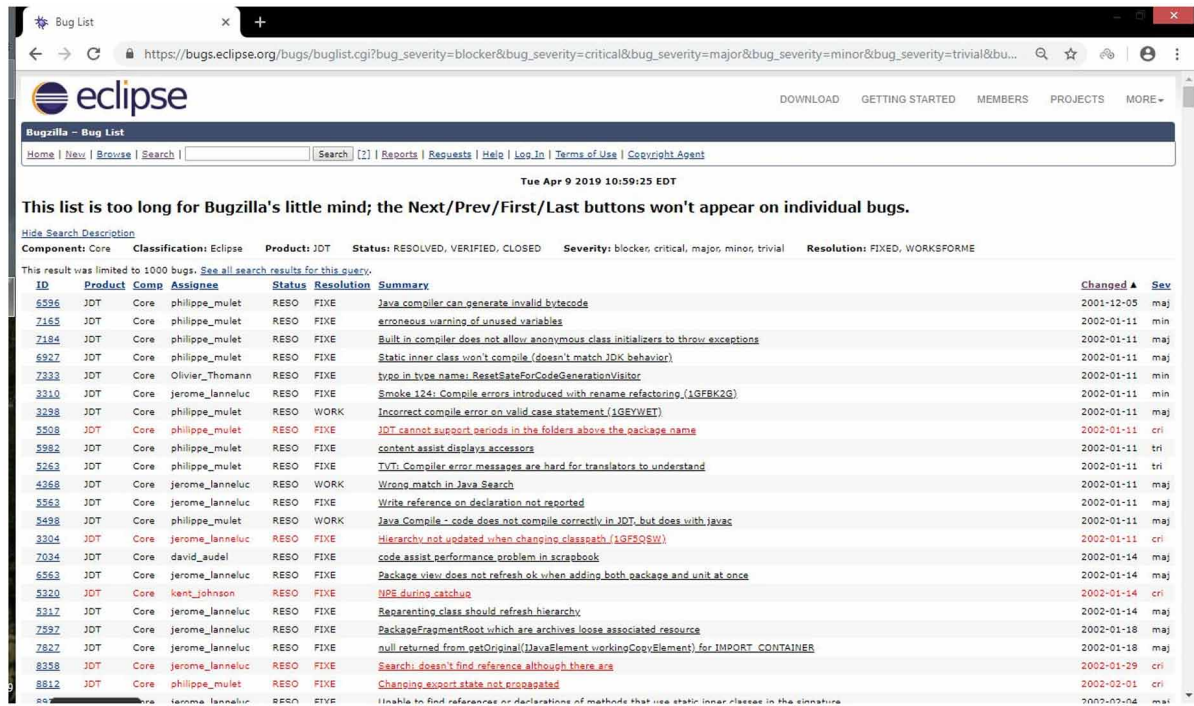 Bug List
https://bugs.eclipse.org/bugs/buglist.cgi?bug_severity=blocker&bug_severity=critical&bug_severity=major&bug_severity=minor&bug_severity=trivial&bu...
eclipse
DOWNLOAD GETTING STARTED MEMBERS PROJECTS MORE
Bugzilla – Bug List
Home | New | Browse | Search | Search [?] | Reports | Requests | Help | Log In | Terms of Use | Copyright Agent
Tue Apr 9 2019 10:59:25 EDT
This list is too long for Bugzilla's little mind; the Next/Prev/First/Last buttons won't appear on individual bugs.
Hide Search Description
Component: Core Classification: Eclipse Product: JDT Status: RESOLVED, VERIFIED, CLOSED Severity: blocker, critical, major, minor, trivial Resolution: FIXED, WORKSFORME
This result was limited to 1000 bugs. See all search results for this query.
ID Product Comp Assignee Status Resolution Summary Changed ▲ Sev
6596 JDT Core philippe_mulet RESO FIXE Java compiler can generate invalid bytecode 2001-12-05 maj
7165 JDT Core philippe_mulet RESO FIXE erroneous warning of unused variables 2002-01-11 min
7184 JDT Core philippe_mulet RESO FIXE Built in compiler does not allow anonymous class initializers to throw exceptions 2002-01-11 maj
6927 JDT Core philippe_mulet RESO FIXE Static inner class won't compile (doesn't match JDK behavior) 2002-01-11 maj
7333 JDT Core Olivier_Thomann RESO FIXE typo in type name: ResetSateForCodeGenerationVisitor 2002-01-11 min
3310 JDT Core jerome_lanneluc RESO FIXE Smoke 124: Compile errors introduced with rename refactoring (1GFBK2G) 2002-01-11 min
3298 JDT Core philippe_mulet RESO WORK Incorrect compile error on valid case statement (1GEYWET) 2002-01-11 maj
5508 JDT Core philippe_mulet RESO FIXE JDT cannot support periods in the folders above the package name 2002-01-11 cri
5982 JDT Core philippe_mulet RESO FIXE content assist displays accessors 2002-01-11 tri
5263 JDT Core philippe_mulet RESO FIXE TVT: Compiler error messages are hard for translators to understand 2002-01-11 tri
4368 JDT Core jerome_lanneluc RESO WORK Wrong match in Java Search 2002-01-11 maj
5563 JDT Core jerome_lanneluc RESO FIXE Write reference on declaration not reported 2002-01-11 maj
5498 JDT Core philippe_mulet RESO WORK Java Compile - code does not compile correctly in JDT, but does with javac 2002-01-11 maj
3304 JDT Core jerome_lanneluc RESO FIXE Hierarchy not updated when changing classpath (1GF5QSW) 2002-01-11 cri
7034 JDT Core david_audel RESO FIXE code assist performance problem in scrapbook 2002-01-14 maj
6563 JDT Core jerome_lanneluc RESO FIXE Package view does not refresh ok when adding both package and unit at once 2002-01-14 maj
5320 JDT Core kent_johnson RESO FIXE NPE during catchup 2002-01-14 cri
5317 JDT Core jerome_lanneluc RESO FIXE Reparenting class should refresh hierarchy 2002-01-14 maj
7597 JDT Core jerome_lanneluc RESO FIXE PackageFragmentRoot which are archives loose associated resource 2002-01-18 maj
7827 JDT Core jerome_lanneluc RESO FIXE null returned from getOriginal(IJavaElement workingCopyElement) for IMPORT_CONTAINER 2002-01-18 maj
8358 JDT Core jerome_lanneluc RESO FIXE Search: doesn't find reference although there are 2002-01-29 cri
8812 JDT Core philippe_mulet RESO FIXE Changing export state not propagated 2002-02-01 cri
jerome_lanneluc RESO FIXE Unable to find references or declarations of methods that use static inner classes in the signature 2002-02-04 maj